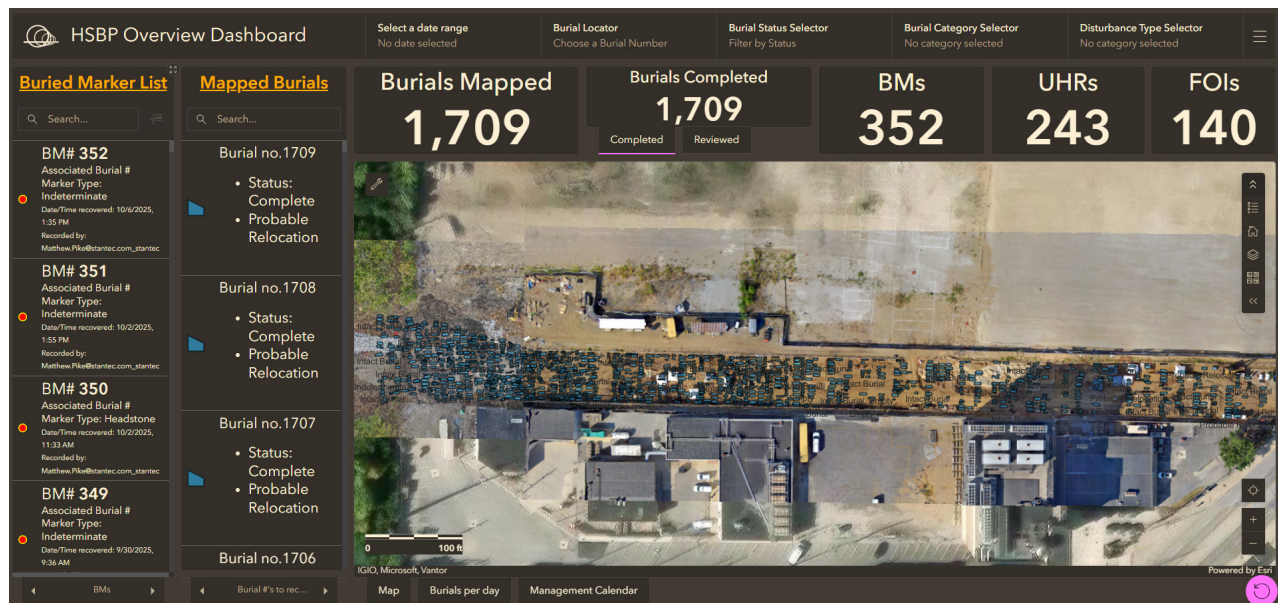 HSBP Overview Dashboard
Select a date range
No date selected
Burial Locator
Choose a Burial Number
Burial Status Selector
Filter by Status
Burial Category Selector
No category selected
Disturbance Type Selector
No category selected
Buried Marker List
Search...
BM# 352
Associated Burial #
Marker Type:
Indeterminate
Date/Time recovered: 10/6/2025,
1:35 PM
Recorded by:
Matthew.Pike@stantec.com_stantec
BM# 351
Associated Burial #
Marker Type:
Indeterminate
Date/Time recovered: 10/2/2025,
1:55 PM
Recorded by:
Matthew.Pike@stantec.com_stantec
BM# 350
Associated Burial #
Marker Type: Headstone
Date/Time recovered: 10/2/2025,
11:33 AM
Recorded by:
Matthew.Pike@stantec.com_stantec
BM# 349
Associated Burial #
Marker Type:
Indeterminate
Date/Time recovered: 9/30/2025,
9:36 AM
BMs
Mapped Burials
Search...
Burial no.1709
• Status:
Complete
• Probable
Relocation
Burial no.1708
• Status:
Complete
• Probable
Relocation
Burial no.1707
• Status:
Complete
• Probable
Relocation
Burial no.1706
Burial #'s to rec...
Burials Mapped
1,709
Burials Completed
1,709
Completed
Reviewed
BMs
352
UHRs
243
FOIs
140
Intact Burial
Intact Burial
Intact Burial
0
100 ft
IGIO, Microsoft, Vantor
Powered by Esri
Map
Burials per day
Management Calendar